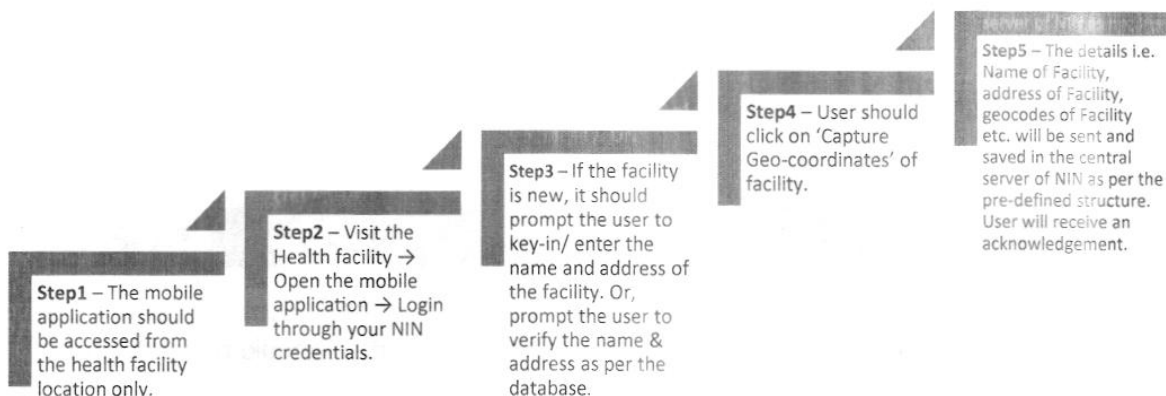 Step1 – The mobile
application should
be accessed from
the health facility
location only.
Step2 – Visit the
Health facility →
Open the mobile
application → Login
through your NIN
credentials.
Step3 – If the facility
is new, it should
prompt the user to
key-in/ enter the
name and address of
the facility. Or,
prompt the user to
verify the name &
address as per the
database.
Step4 – User should
click on 'Capture
Geo-coordinates' of
facility.
Step5 – The details i.e.
Name of Facility,
address of Facility,
geocodes of Facility
etc. will be sent and
saved in the central
server of NIN as per the
pre-defined structure.
User will receive an
acknowledgement.